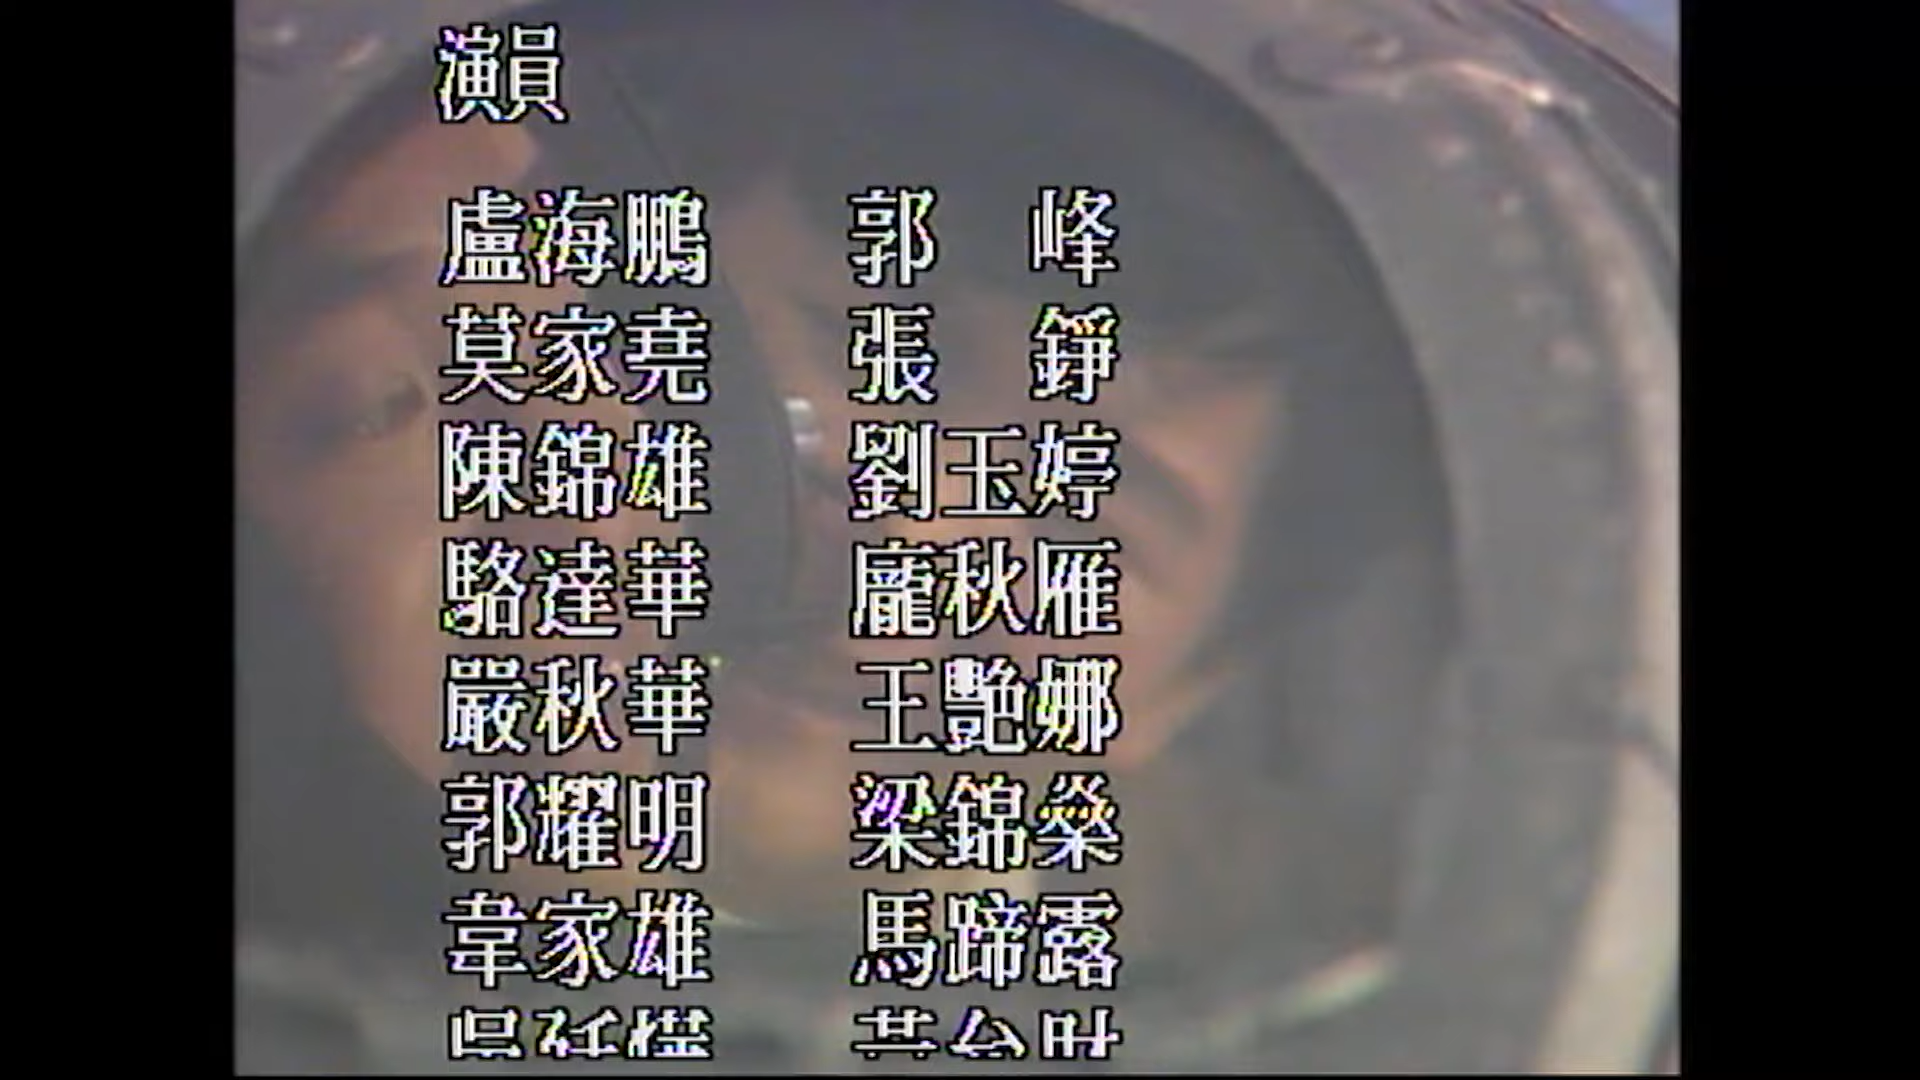 演員
盧海鵬 郭 峰
莫家堯 張 錚
陳錦雄 劉玉婷
駱達華 龐秋雁
嚴秋華 王艷娜
郭耀明 梁錦燊
韋家雄 馬蹄露